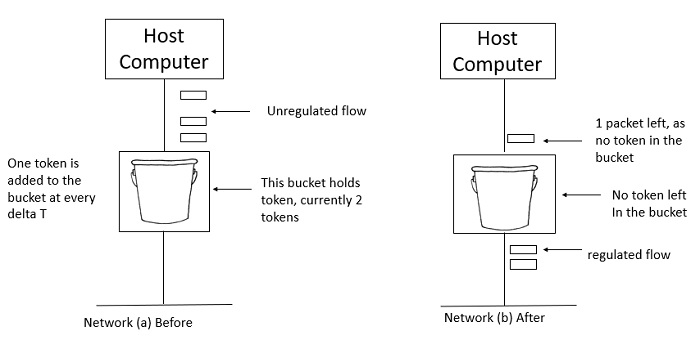 Host
Computer
Unregulated flow
One token is
added to the
bucket at every
delta T
This bucket holds
token, currently 2
tokens
Network (a) Before
Host
Computer
1 packet left, as
no token in the
bucket
No token left
In the bucket
regulated flow
Network (b) After